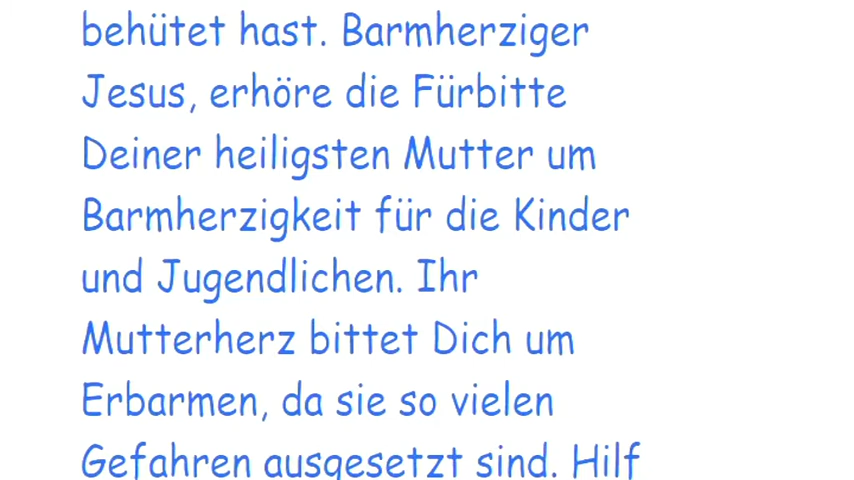 behütet hast. Barmherziger
Jesus, erhöre die Fürbitte
Deiner heiligsten Mutter um
Barmherzigkeit für die Kinder
und Jugendlichen. Ihr
Mutterherz bittet Dich um
Erbarmen, da sie so vielen
Gefahren ausgesetzt sind. Hilf